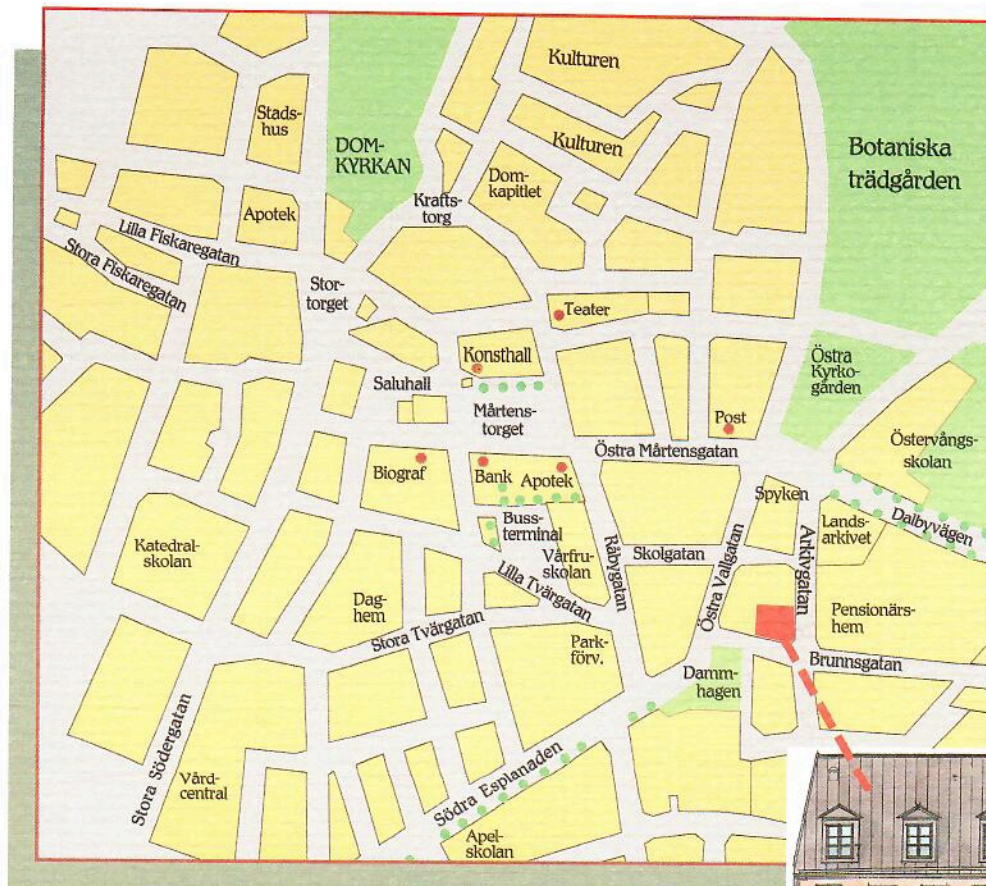 Kulturen
Stads-
hus
DOM-
KYRKAN
Kulturen
Botaniska
trädgården
Dom-
kapitlet
Krafts-
torg
Apotek
Lilla Fiskaregatan
Stora Fiskaregatan
Stor-
torget
Teater
Konsthall
Östra
Kyrko-
gården
Saluhall
Mårtens-
torget
Post
Östra Mårtensgatan
Östervångs-
skolan
Biograf
Bank
Apotek
Spyken
Dalbyvägen
Buss-
terminal
Lands-
arkivet
Katedral-
skolan
Vårfru-
skolan
Råbygatan
Skolgatan
Östra Vallgatan
Arkivgatan
Lilla Tvärgatan
Dag-
hem
Stora Tvärgatan
Pensionärs-
hem
Park-
förv.
Brunnsgatan
Damm-
hagen
Stora Södergatan
Vård-
central
Södra Esplanaden
Apel-
skolan